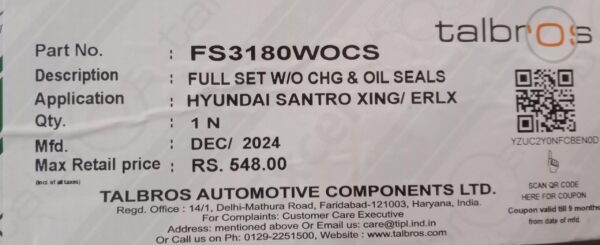 talbros
Part No. : FS3180WOCS
Description : FULL SET W/O CHG & OIL SEALS
Application : HYUNDAI SANTRO XING/ ERLX
Qty. : 1 N
Mfd. : DEC/ 2024
Max Retail price : RS. 548.00
(Incl. of all taxes)
YZUC2Y0NFCBEN0D
SCAN QR CODE
HERE FOR COUPON
Coupon valid till 9 months
from date of mfd.
TALBROS AUTOMOTIVE COMPONENTS LTD.
Regd. Office : 14/1, Delhi-Mathura Road, Faridabad-121003, Haryana, India.
For Complaints: Customer Care Executive
Address: mentioned above Or Email us: care@tipl.ind.in
Or Call us on Ph: 0129-2251500, Website : www.talbros.com